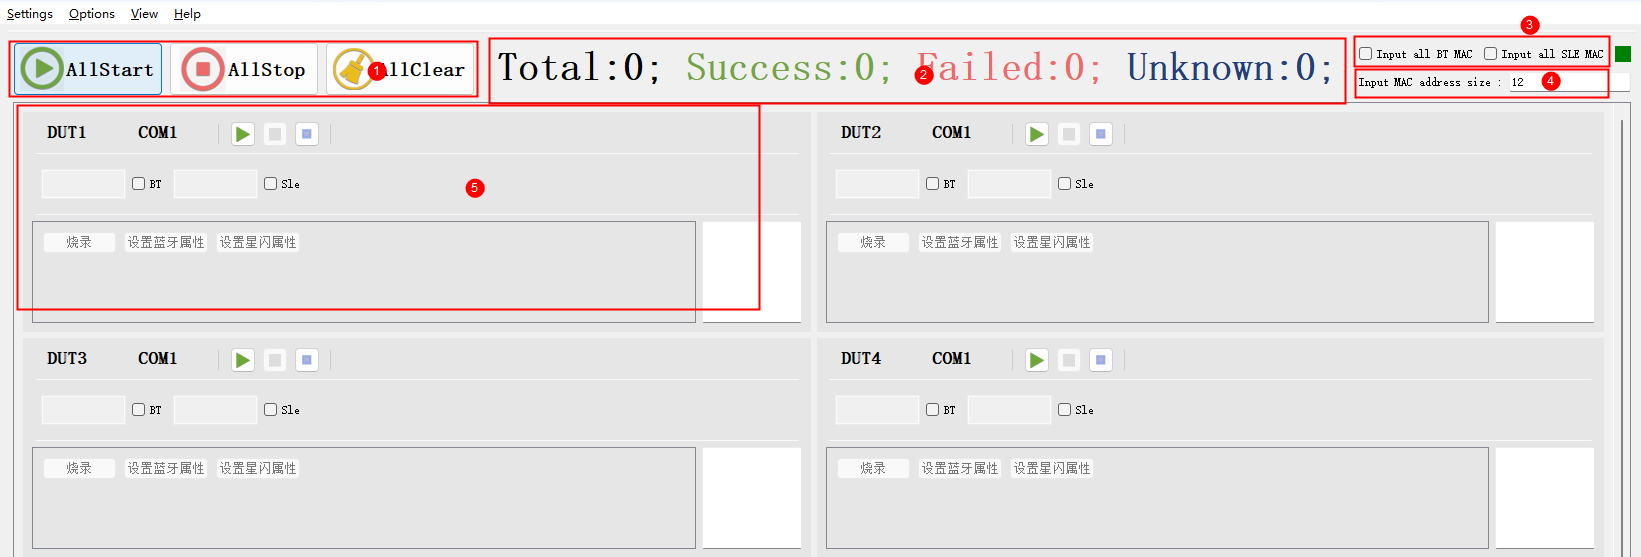 Settings Options View Help
3
AllStart AllStop 1 AllClear
Total:0; Success:0; Failed:0; Unknown:0;
2
Input all BT MAC Input all SLE MAC
Input MAC address size : 12 4
DUT1 COM1
BT Sle
5
烧录 设置蓝牙属性 设置星闪属性
DUT2 COM1
BT Sle
烧录 设置蓝牙属性 设置星闪属性
DUT3 COM1
BT Sle
烧录 设置蓝牙属性 设置星闪属性
DUT4 COM1
BT Sle
烧录 设置蓝牙属性 设置星闪属性